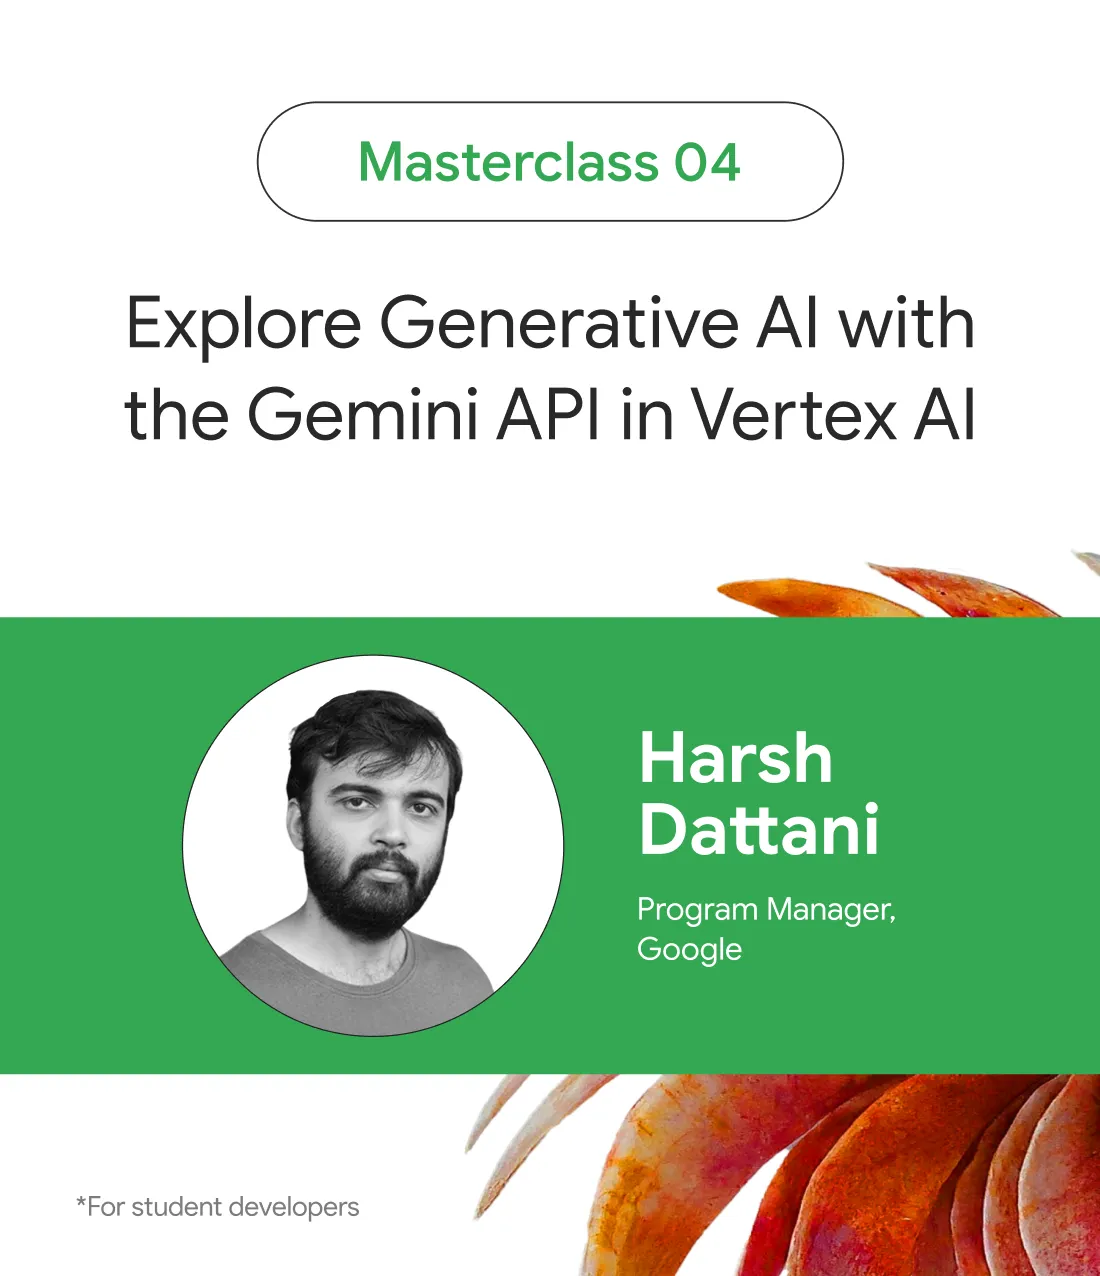 Masterclass 04
Explore Generative AI with
the Gemini API in Vertex AI
Harsh
Dattani
Program Manager,
Google
*For student developers